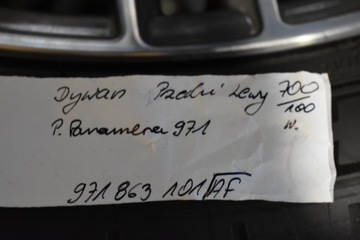 Dywan Przedni Lewy 700/100
P. Panamera 971 w.
971 863 101 AF